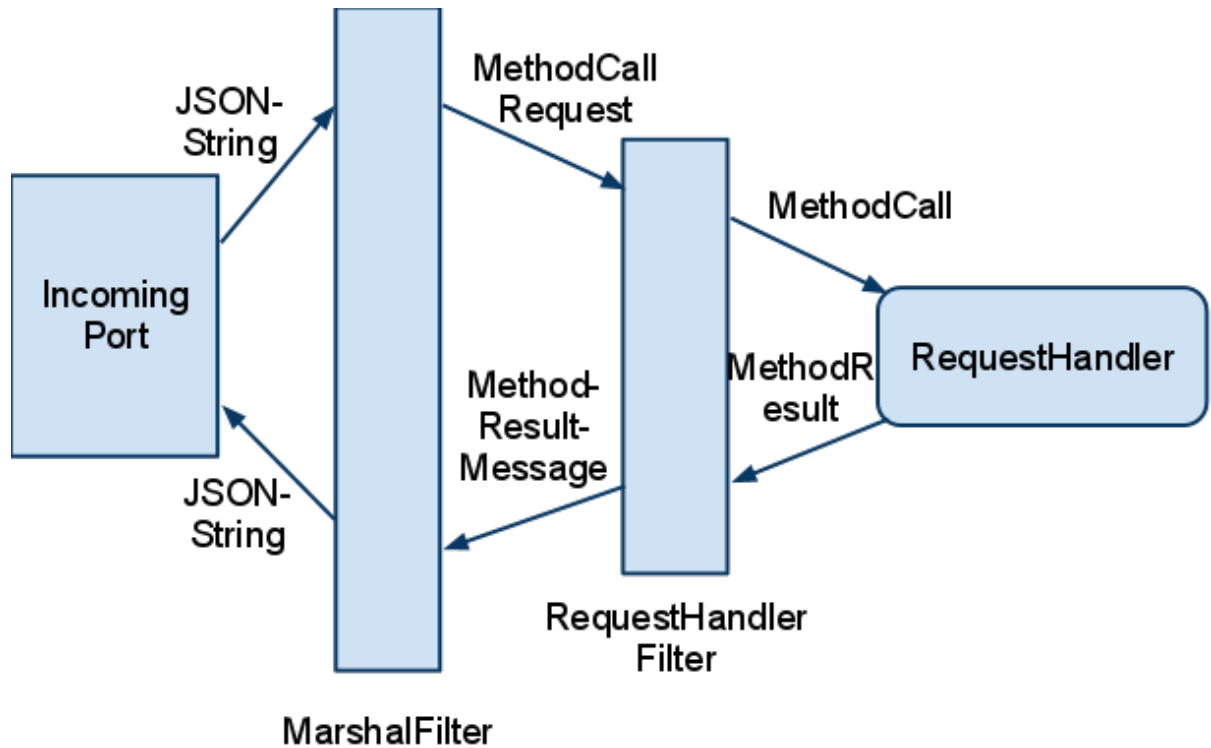 JSON-
String
MethodCall
Request
MethodCall
Incoming
Port
RequestHandler
MethodR
esult
Method-
Result-
Message
JSON-
String
RequestHandler
Filter
MarshalFilter